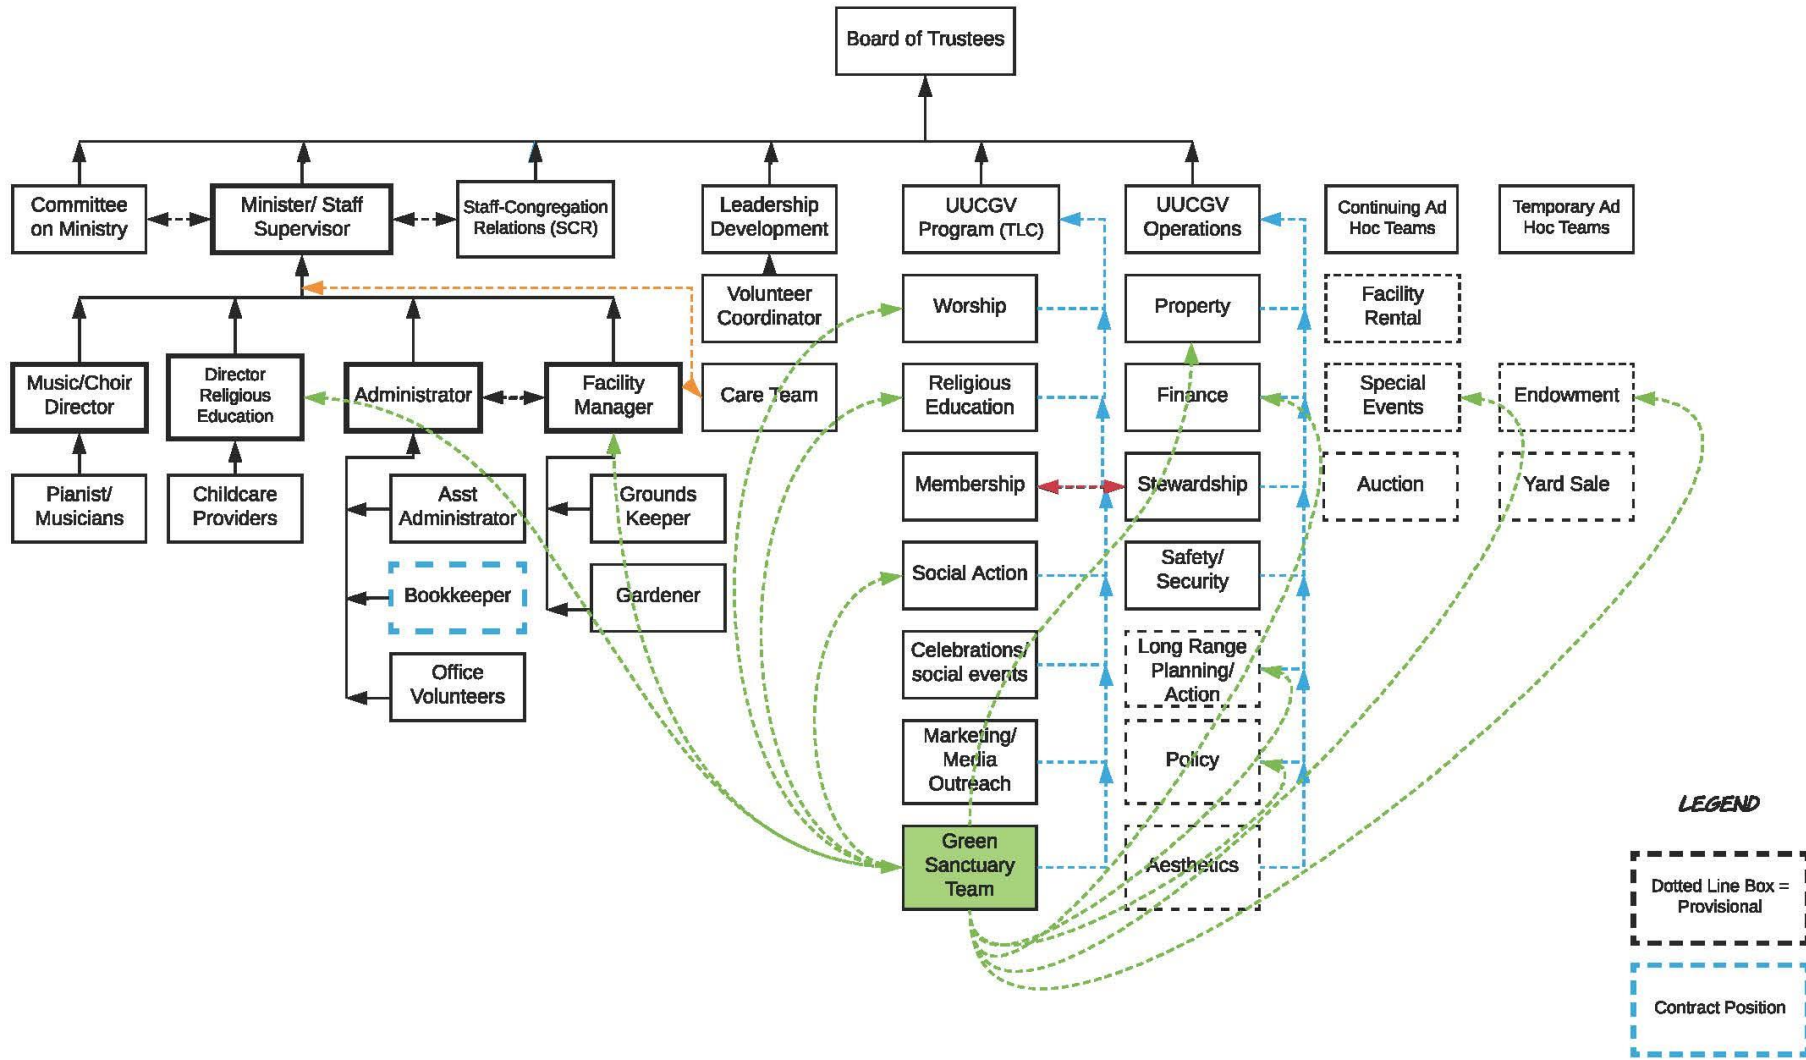 Board of Trustees
Committee
on Ministry
Minister/ Staff
Supervisor
Staff-Congregation
Relations (SCR)
Leadership
Development
UUCGV
Program (TLC)
UUCGV
Operations
Continuing Ad
Hoc Teams
Temporary Ad
Hoc Teams
Volunteer
Coordinator
Worship
Property
Facility
Rental
Music/Choir
Director
Director
Religious
Education
Administrator
Facility
Manager
Care Team
Religious
Education
Finance
Special
Events
Endowment
Pianist/
Musicians
Childcare
Providers
Asst
Administrator
Grounds
Keeper
Membership
Stewardship
Auction
Yard Sale
Bookkeeper
Gardener
Social Action
Safety/
Security
Office
Volunteers
Celebrations/
social events
Long Range
Planning/
Action
Marketing/
Media
Outreach
Policy
Green
Sanctuary
Team
Aesthetics
LEGEND
Dotted Line Box =
Provisional
Contract Position